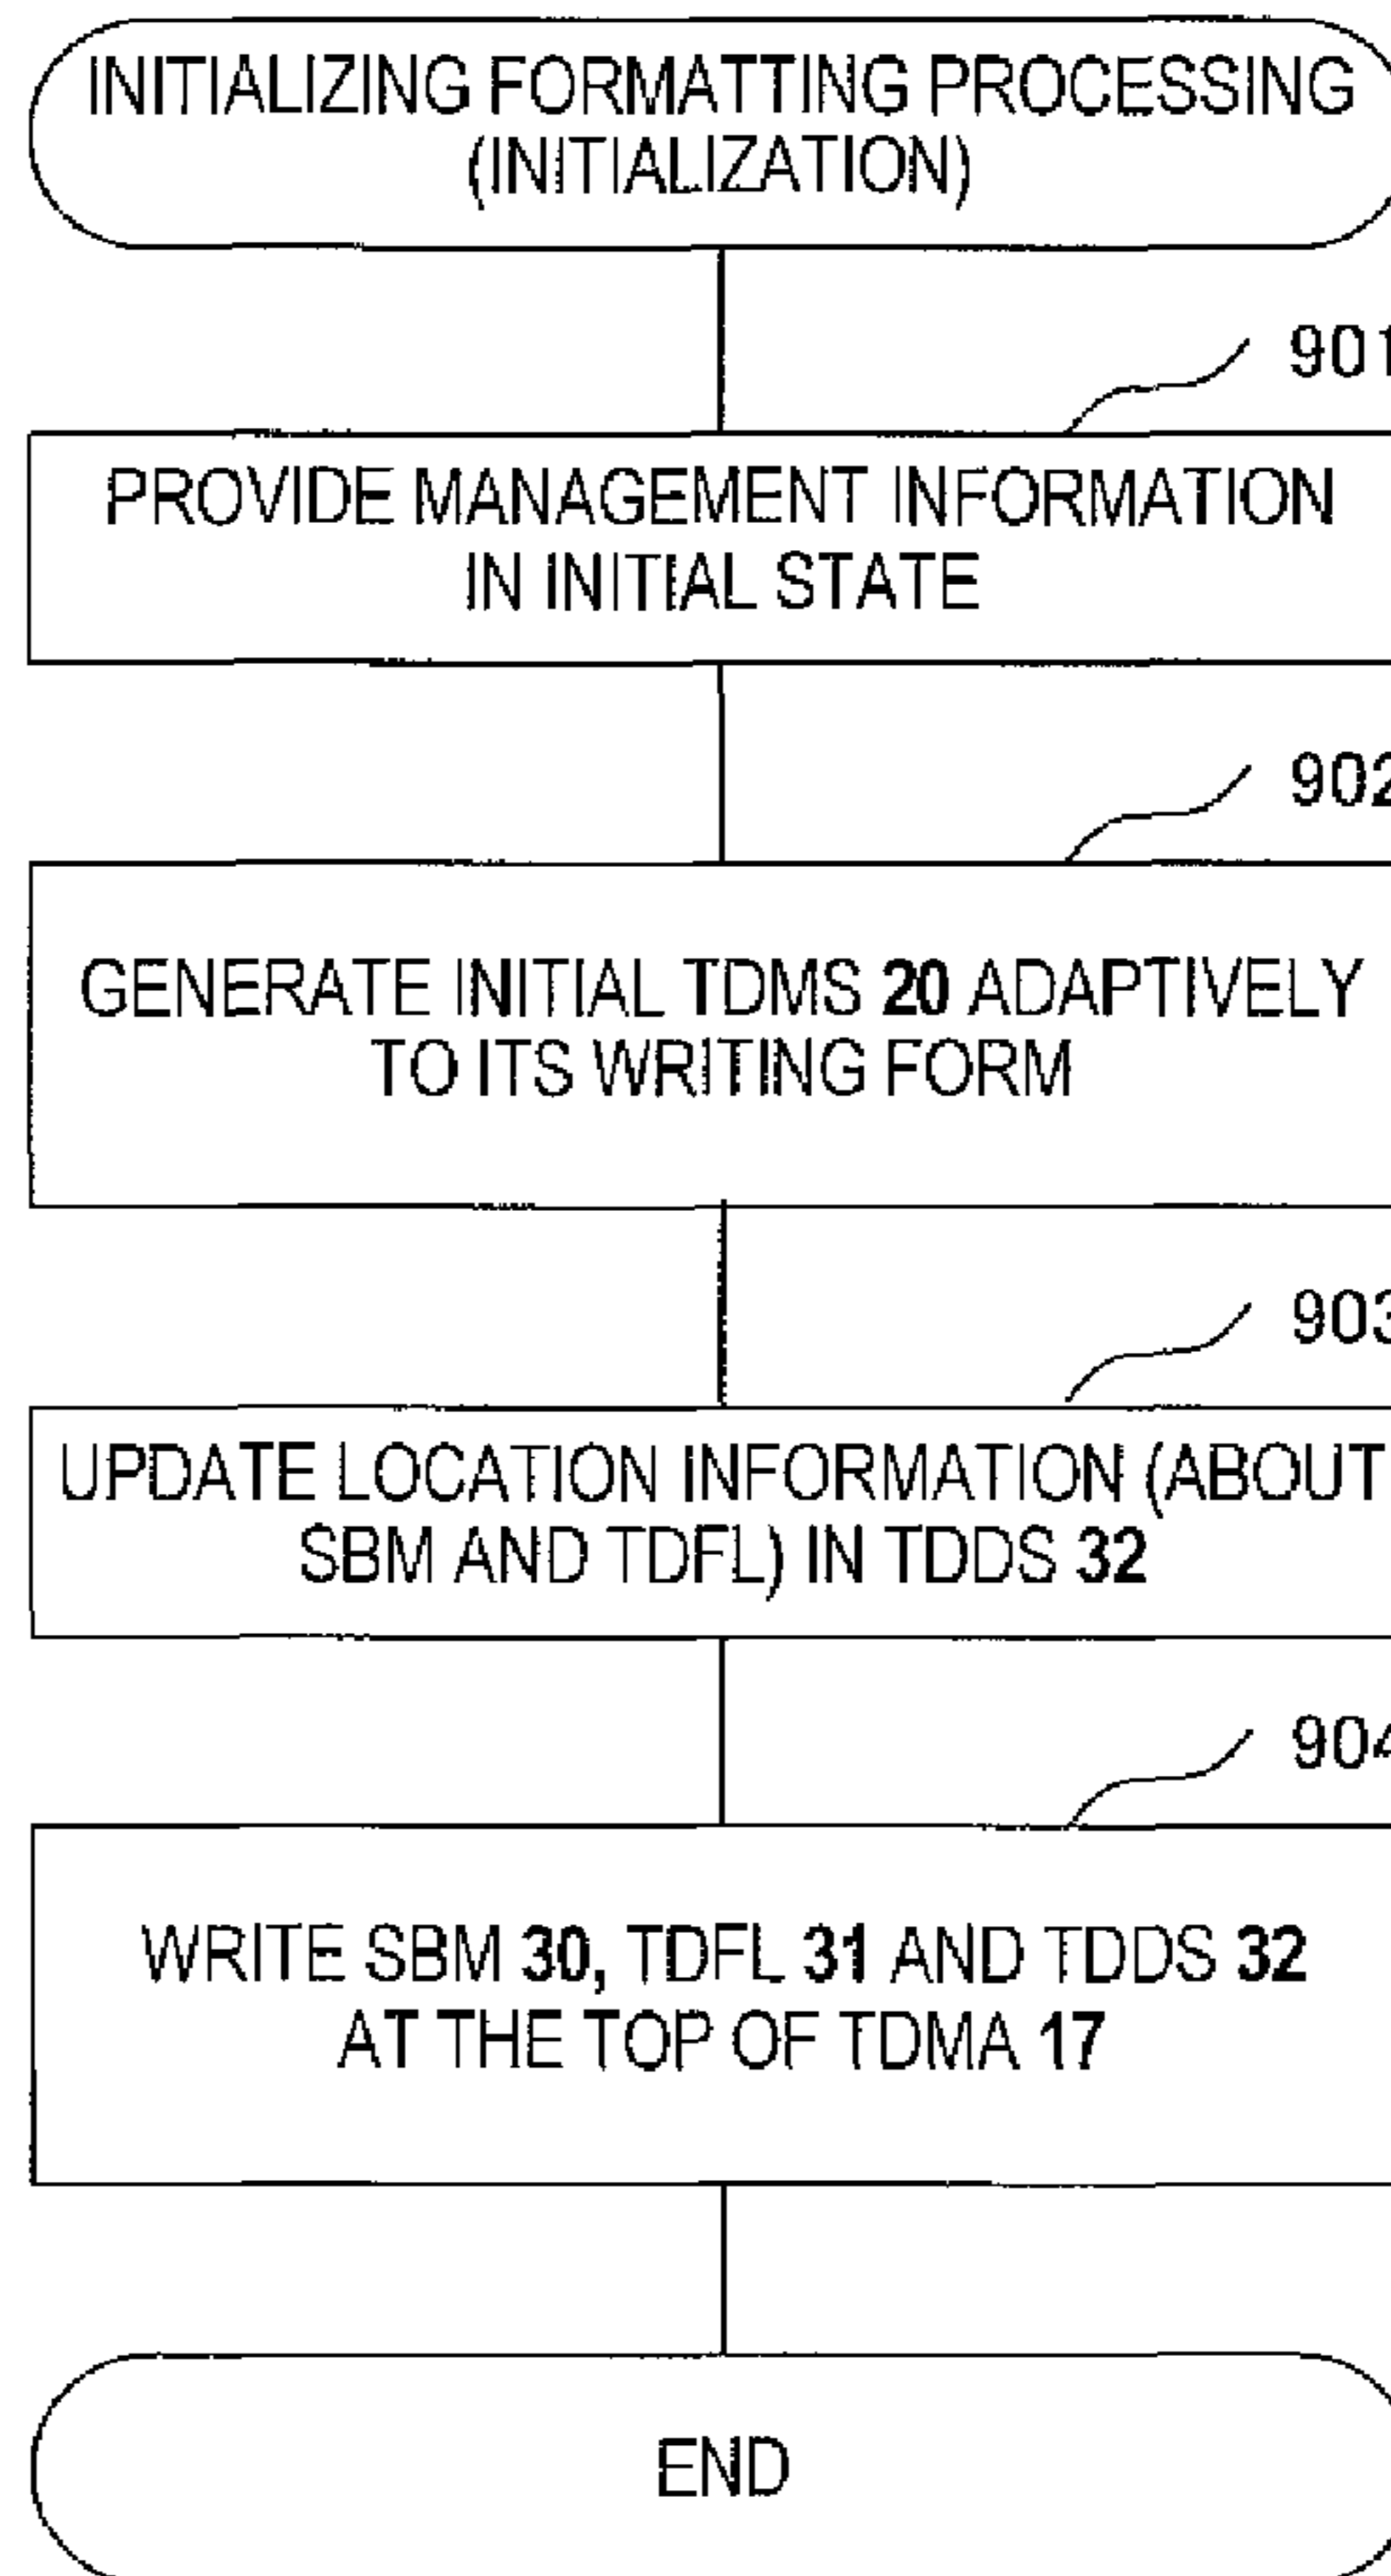 INITIALIZING FORMATTING PROCESSING
(INITIALIZATION)
901
PROVIDE MANAGEMENT INFORMATION
IN INITIAL STATE
902
GENERATE INITIAL TDMS 20 ADAPTIVELY
TO ITS WRITING FORM
903
UPDATE LOCATION INFORMATION (ABOUT
SBM AND TDFL) IN TDDS 32
904
WRITE SBM 30, TDFL 31 AND TDDS 32
AT THE TOP OF TDMA 17
END